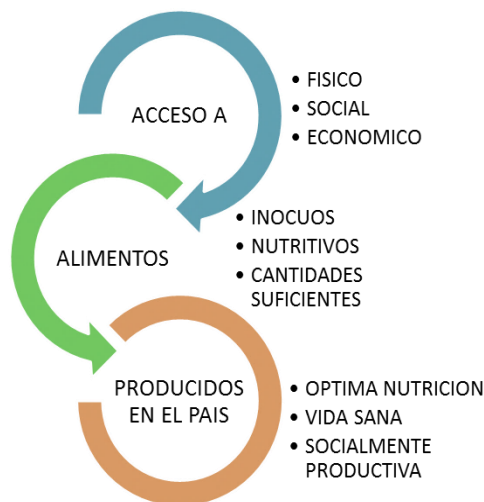 ACCESO A
• FISICO
• SOCIAL
• ECONOMICO
ALIMENTOS
• INOCUOS
• NUTRITIVOS
• CANTIDADES
SUFICIENTES
PRODUCIDOS
EN EL PAIS
• OPTIMA NUTRICION
• VIDA SANA
• SOCIALMENTE
PRODUCTIVA